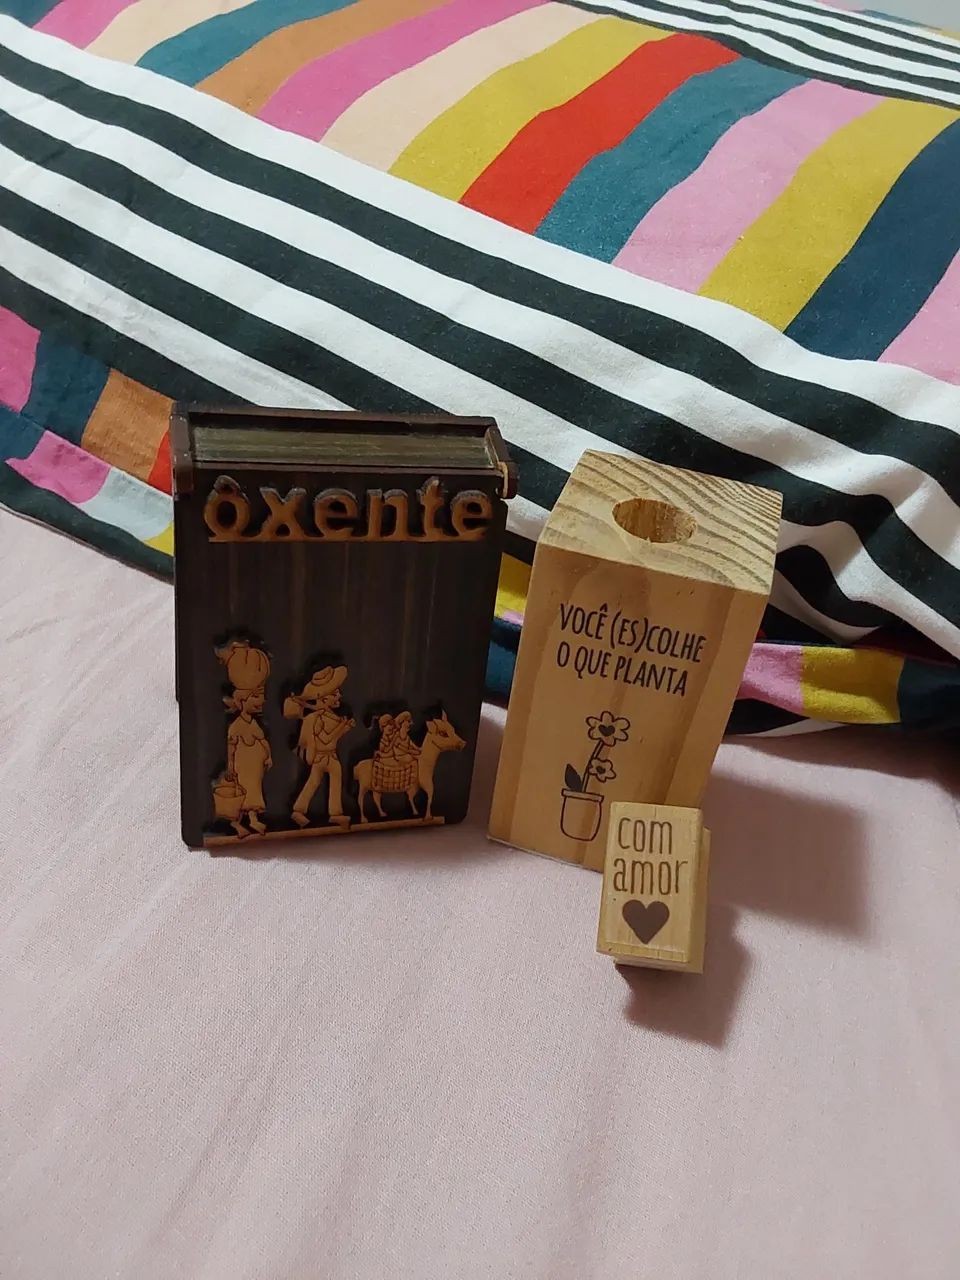 ôxente
VOCÊ (ES)COLHE
O QUE PLANTA
com
amor